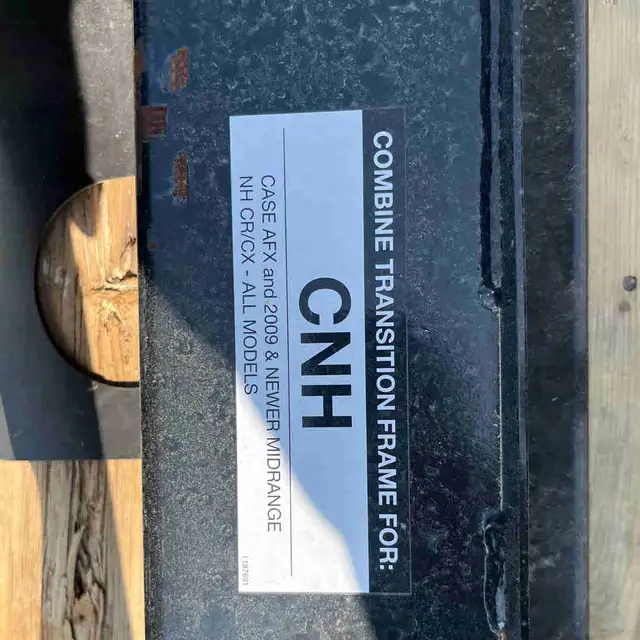 COMBINE TRANSITION FRAME FOR:
CNH
CASE AFX and 2009 & NEWER MIDRANGE
NH CR/CX - ALL MODELS